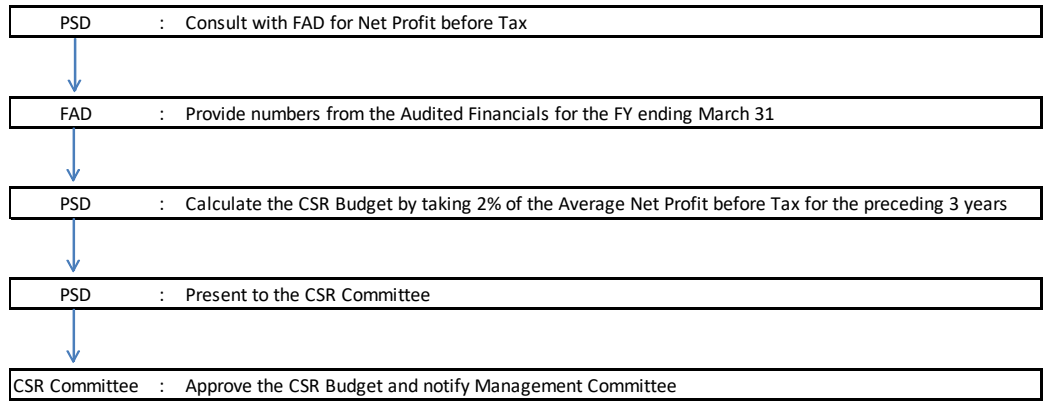 PSD : Consult with FAD for Net Profit before Tax
FAD : Provide numbers from the Audited Financials for the FY ending March 31
PSD : Calculate the CSR Budget by taking 2% of the Average Net Profit before Tax for the preceding 3 years
PSD : Present to the CSR Committee
CSR Committee : Approve the CSR Budget and notify Management Committee